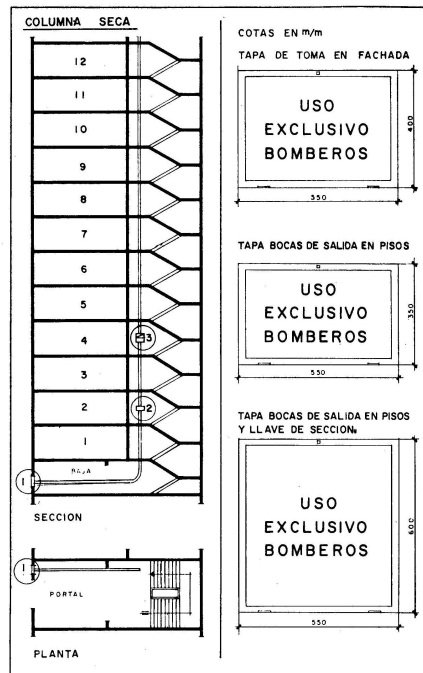 COLUMNA SECA
12
11
10
9
8
7
6
5
4
3
3
2
2
1
BAJA
1
SECCION
1
PORTAL
PLANTA
COTAS EN m/m
TAPA DE TOMA EN FACHADA
USO
EXCLUSIVO
BOMBEROS
400
350
TAPA BOCAS DE SALIDA EN PISOS
USO
EXCLUSIVO
BOMBEROS
350
550
TAPA BOCAS DE SALIDA EN PISOS
Y LLAVE DE SECCION.
USO
EXCLUSIVO
BOMBEROS
600
550